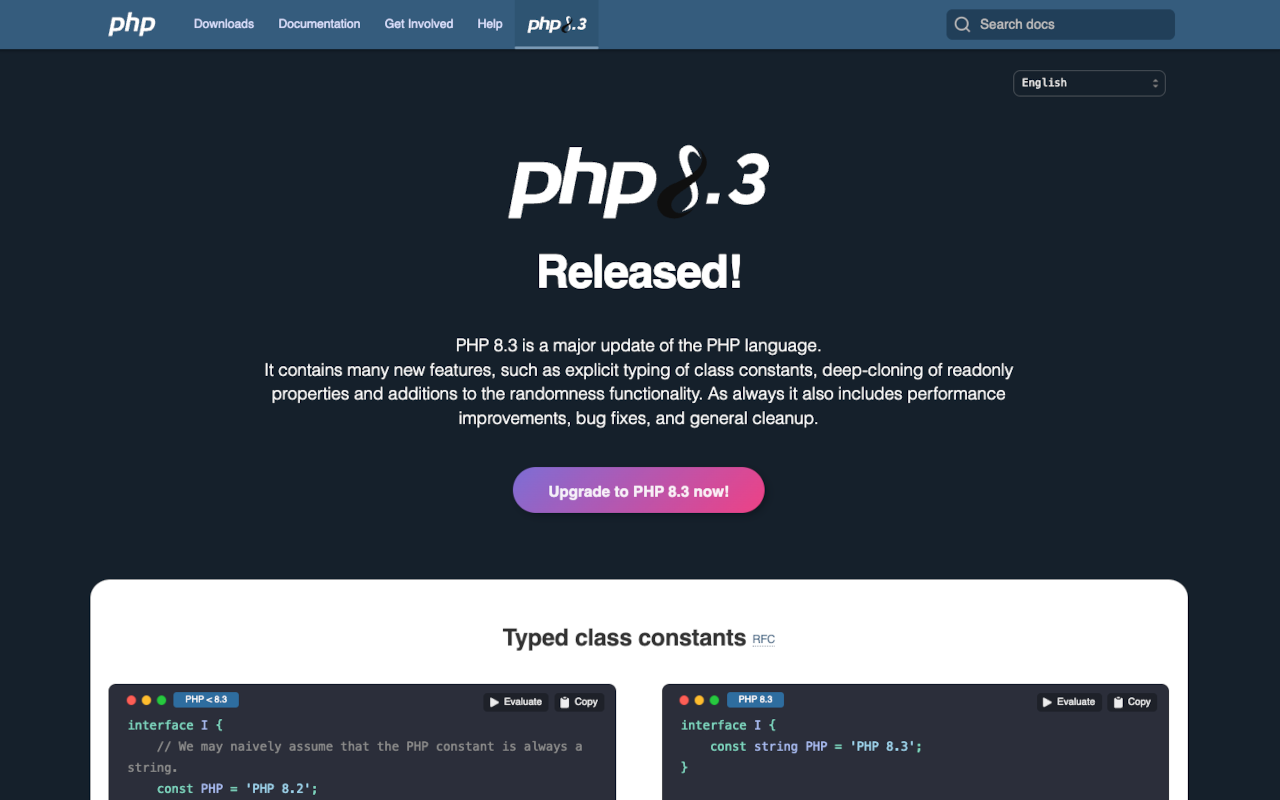 php Downloads Documentation Get Involved Help php8.3 Search docs
English
php8.3
Released!
PHP 8.3 is a major update of the PHP language.
It contains many new features, such as explicit typing of class constants, deep-cloning of readonly
properties and additions to the randomness functionality. As always it also includes performance
improvements, bug fixes, and general cleanup.
Upgrade to PHP 8.3 now!
Typed class constants RFC
PHP < 8.3 Evaluate Copy
interface I {
    // We may naively assume that the PHP constant is always a
string.
    const PHP = 'PHP 8.2';
PHP 8.3 Evaluate Copy
interface I {
    const string PHP = 'PHP 8.3';
}